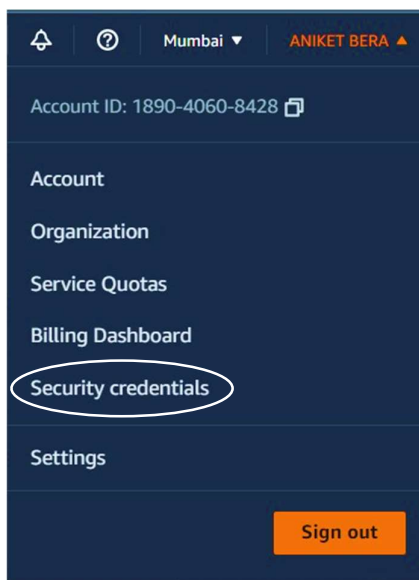 Mumbai ▼ ANIKET BERA ▲
Account ID: 1890-4060-8428
Account
Organization
Service Quotas
Billing Dashboard
Security credentials
Settings
Sign out